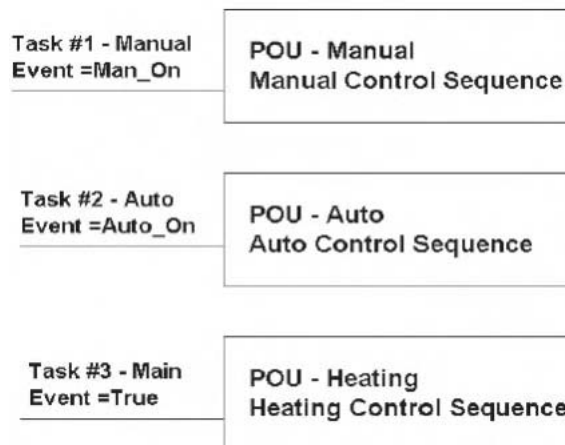 Task #1 - Manual
Event =Man_On
POU - Manual
Manual Control Sequence
Task #2 - Auto
Event =Auto_On
POU - Auto
Auto Control Sequence
Task #3 - Main
Event =True
POU - Heating
Heating Control Sequence